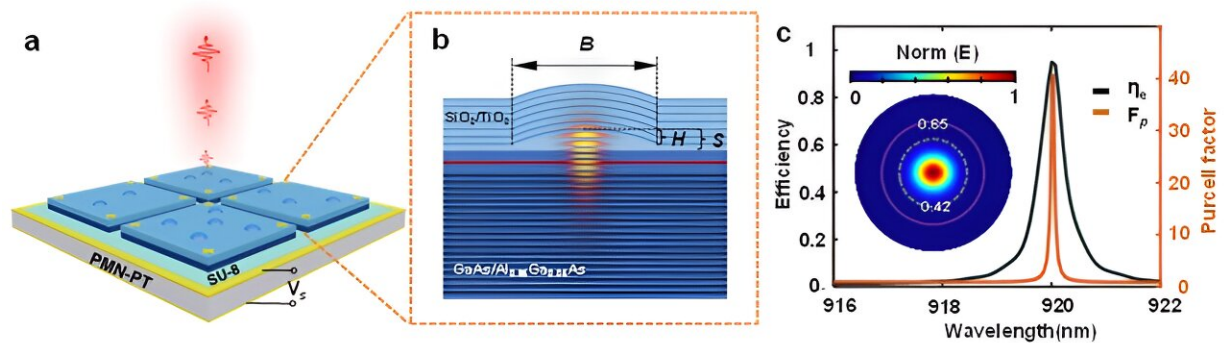 a
PMN-PT
SU-8
Vs
b
B
SiO2/TiO2
H
S
c
Norm (E)
0
1
0.65
0.42
ηe
Fp
Efficiency
1
0.8
0.6
0.4
0.2
0
Purcell factor
40
30
20
10
0
916
918
920
922
Wavelength(nm)